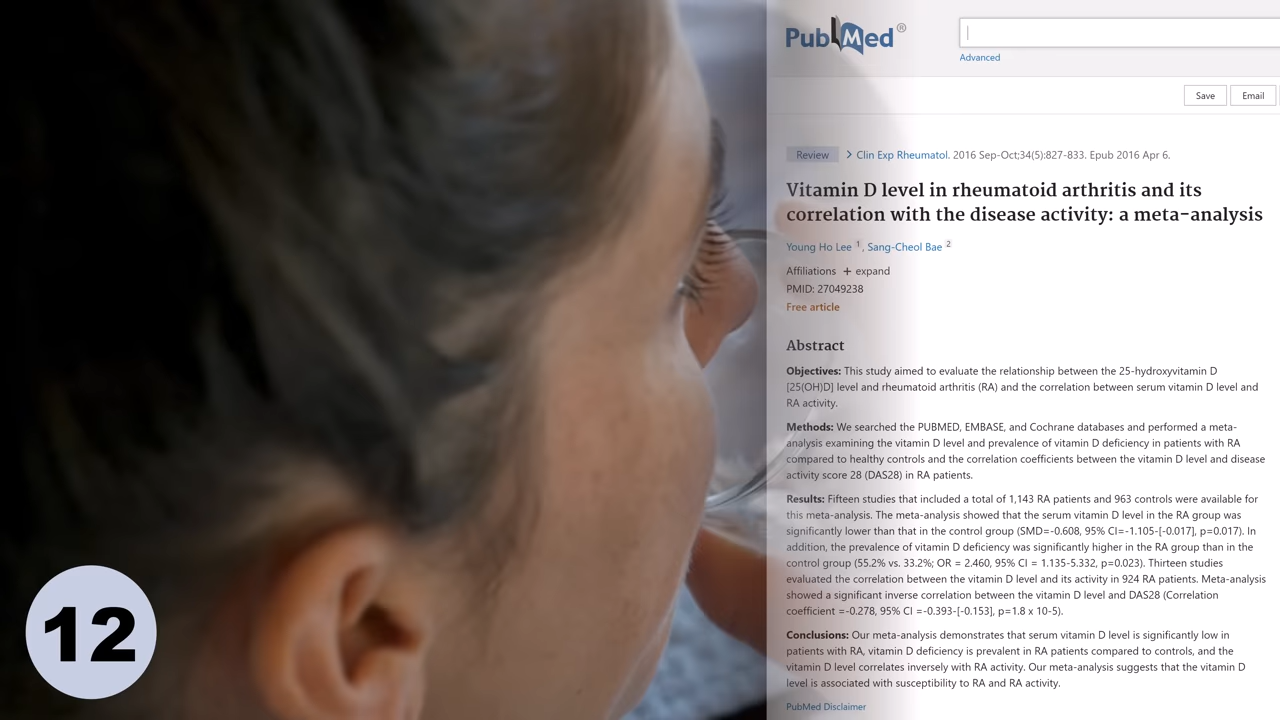 PubMed®
Advanced
Save
Email
Review
Clin Exp Rheumatol. 2016 Sep-Oct;34(5):827-833. Epub 2016 Apr 6.
Vitamin D level in rheumatoid arthritis and its
correlation with the disease activity: a meta-analysis
Young Ho Lee 1, Sang-Cheol Bae 2
Affiliations + expand
PMID: 27049238
Free article
Abstract
Objectives: This study aimed to evaluate the relationship between the 25-hydroxyvitamin D
[25(OH)D] level and rheumatoid arthritis (RA) and the correlation between serum vitamin D level and
RA activity.
Methods: We searched the PUBMED, EMBASE, and Cochrane databases and performed a meta-
analysis examining the vitamin D level and prevalence of vitamin D deficiency in patients with RA
compared to healthy controls and the correlation coefficients between the vitamin D level and disease
activity score 28 (DAS28) in RA patients.
Results: Fifteen studies that included a total of 1,143 RA patients and 963 controls were available for
this meta-analysis. The meta-analysis showed that the serum vitamin D level in the RA group was
significantly lower than that in the control group (SMD=-0.608, 95% CI=-1.105-[-0.017], p=0.017). In
addition, the prevalence of vitamin D deficiency was significantly higher in the RA group than in the
control group (55.2% vs. 33.2%; OR = 2.460, 95% CI = 1.135-5.332, p=0.023). Thirteen studies
evaluated the correlation between the vitamin D level and its activity in 924 RA patients. Meta-analysis
showed a significant inverse correlation between the vitamin D level and DAS28 (Correlation
coefficient =-0.278, 95% CI =-0.393-[-0.153], p=1.8 x 10-5).
Conclusions: Our meta-analysis demonstrates that serum vitamin D level is significantly low in
patients with RA, vitamin D deficiency is prevalent in RA patients compared to controls, and the
vitamin D level correlates inversely with RA activity. Our meta-analysis suggests that the vitamin D
level is associated with susceptibility to RA and RA activity.
PubMed Disclaimer
12